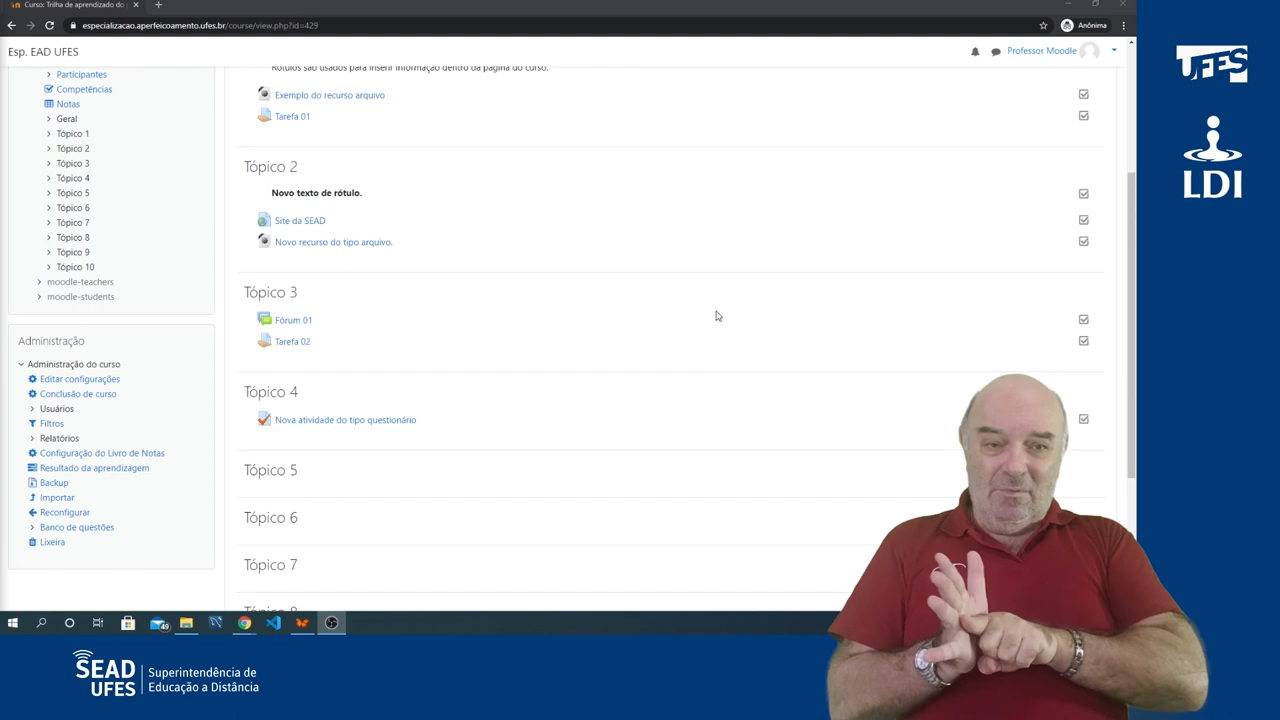 Curso: Trilha de aprendizado do
especializacao.aperfeicoamento.ufes.br/course/view.php?id=429
Anônima
Esp. EAD UFES
Professor Moodle
Participantes
Competências
Notas
Geral
Tópico 1
Tópico 2
Tópico 3
Tópico 4
Tópico 5
Tópico 6
Tópico 7
Tópico 8
Tópico 9
Tópico 10
moodle-teachers
moodle-students
Administração
Administração do curso
Editar configurações
Conclusão de curso
Usuários
Filtros
Relatórios
Configuração do Livro de Notas
Resultado da aprendizagem
Backup
Importar
Reconfigurar
Banco de questões
Lixeira
Rótulos são usados para inserir informação dentro da página do curso.
Exemplo do recurso arquivo
Tarefa 01
Tópico 2
Novo texto de rótulo.
Site da SEAD
Novo recurso do tipo arquivo.
Tópico 3
Fórum 01
Tarefa 02
Tópico 4
Nova atividade do tipo questionário
Tópico 5
Tópico 6
Tópico 7
Tópico 8
49
UFES
LDI
SEAD
UFES
Superintendência de
Educação a Distância